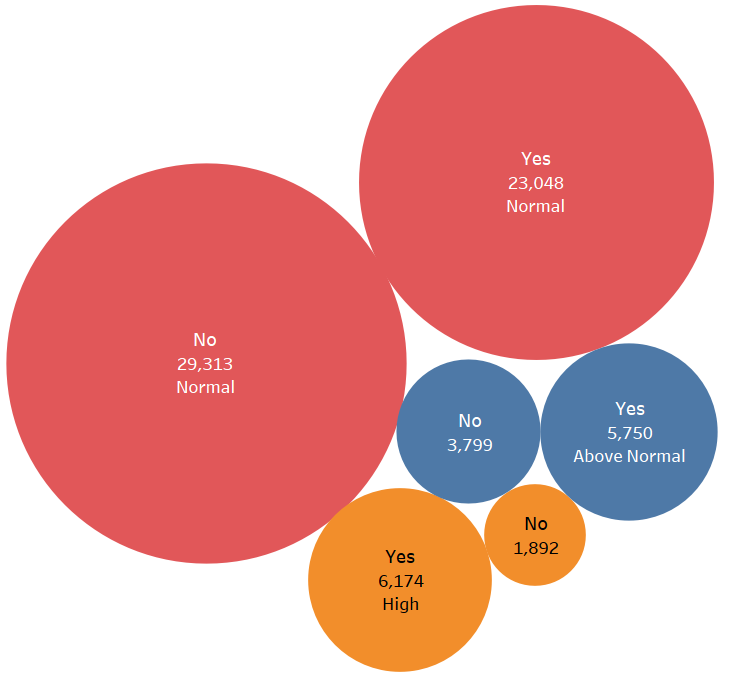 Yes
23,048
Normal
No
29,313
Normal
No
3,799
Yes
5,750
Above Normal
No
1,892
Yes
6,174
High